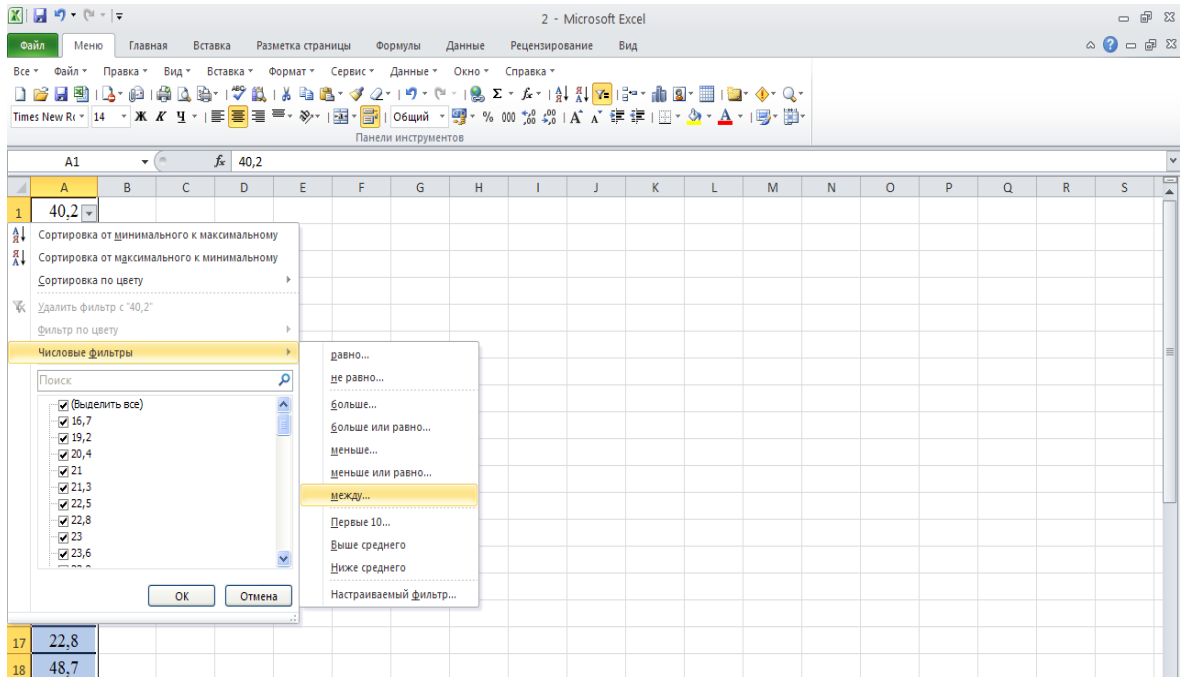 2 - Microsoft Excel
Файл Меню Главная Вставка Разметка страницы Формулы Данные Рецензирование Вид
Все Файл Правка Вид Вставка Формат Сервис Данные Окно Справка
Times New Rc 14 Ж К Ч Общий % 000
Панели инструментов
A1 fx 40,2
A B C D E F G H I J K L M N O P Q R S
1 40,2
Сортировка от минимального к максимальному
Сортировка от максимального к минимальному
Сортировка по цвету
Удалить фильтр с "40,2"
Фильтр по цвету
Числовые фильтры
Поиск
(Выделить все)
16,7
19,2
20,4
21
21,3
22,5
22,8
23
23,6
ОК Отмена
равно...
не равно...
больше...
больше или равно...
меньше...
меньше или равно...
между...
Первые 10...
Выше среднего
Ниже среднего
Настраиваемый фильтр...
17 22,8
18 48,7